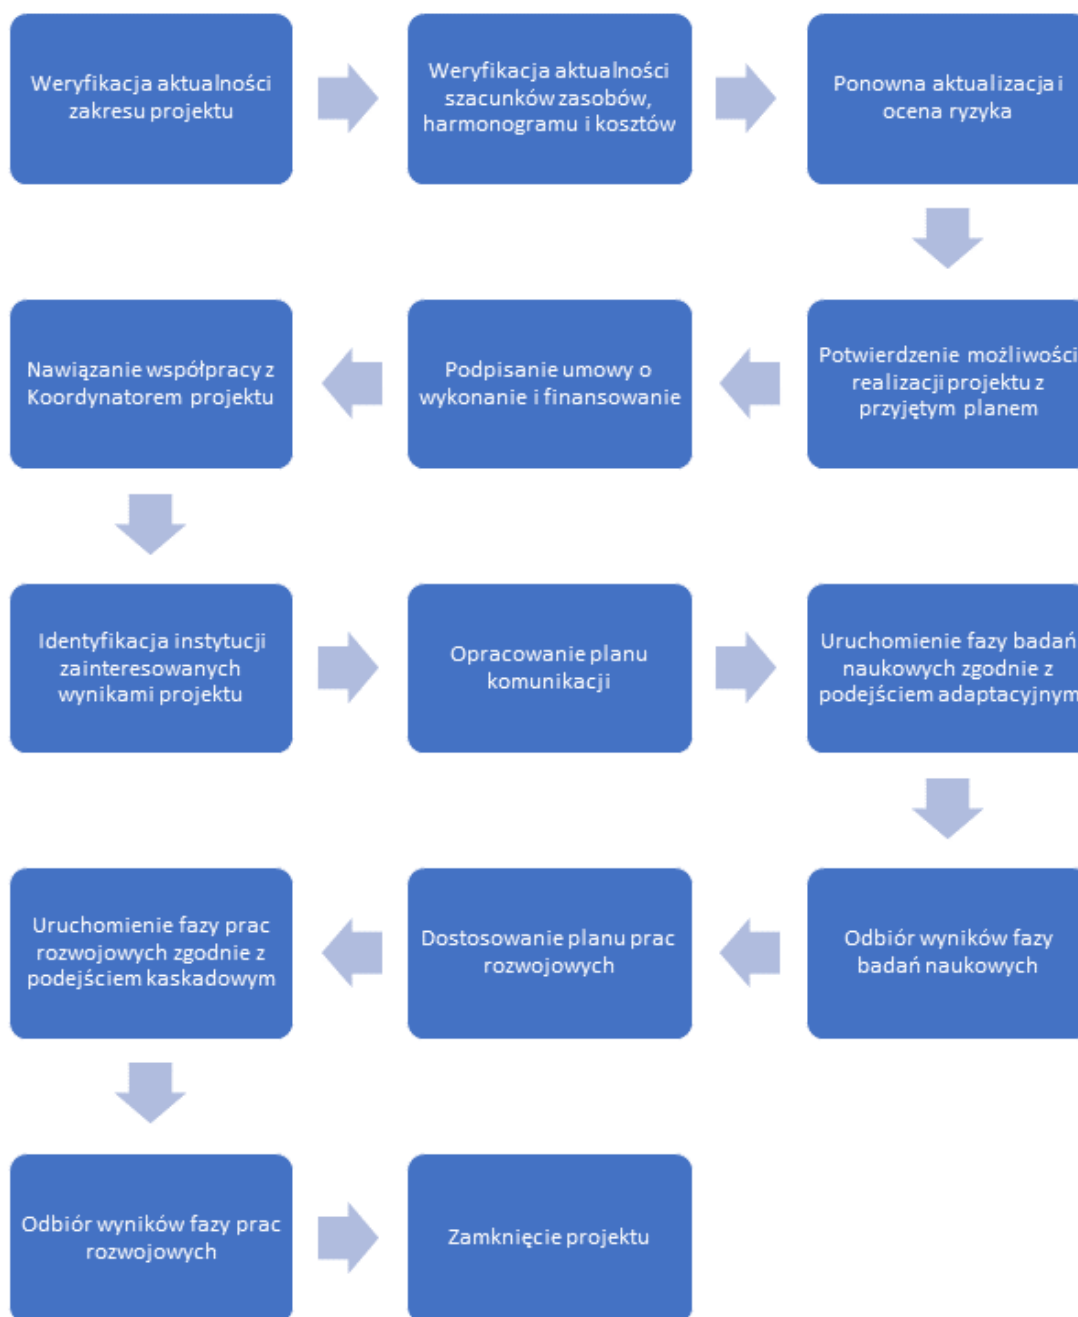 Weryfikacja aktualności
zakresu projektu
Weryfikacja aktualności
szacunków zasobów,
harmonogramu i kosztów
Ponowna aktualizacja i
ocena ryzyka
Potwierdzenie możliwości
realizacji projektu z
przyjętym planem
Podpisanie umowy o
wykonanie i finansowanie
Nawiązanie współpracy z
Koordynatorem projektu
Identyfikacja instytucji
zainteresowanych
wynikami projektu
Opracowanie planu
komunikacji
Uruchomienie fazy badań
naukowych zgodnie z
podejściem adaptacyjnym
Odbiór wyników fazy
badań naukowych
Dostosowanie planu prac
rozwojowych
Uruchomienie fazy prac
rozwojowych zgodnie z
podejściem kaskadowym
Odbiór wyników fazy prac
rozwojowych
Zamknięcie projektu